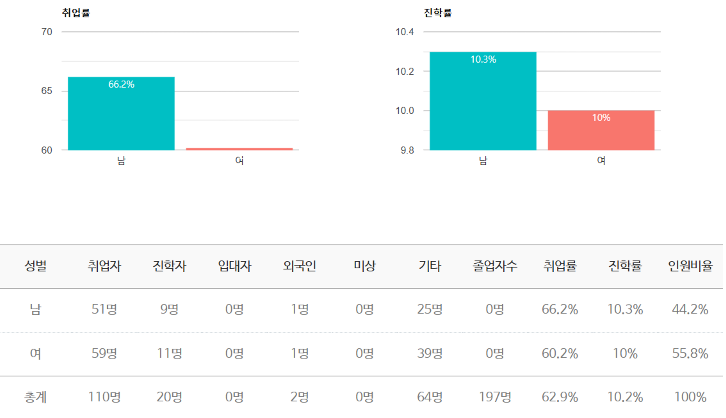 취업률
70
65
60
66.2%
남
여
진학률
10.4
10.2
10.0
9.8
10.3%
10%
남
여
성별 취업자 진학자 입대자 외국인 미상 기타 졸업자수 취업률 진학률 인원비율
남 51명 9명 0명 1명 0명 25명 0명 66.2% 10.3% 44.2%
여 59명 11명 0명 1명 0명 39명 0명 60.2% 10% 55.8%
총계 110명 20명 0명 2명 0명 64명 197명 62.9% 10.2% 100%